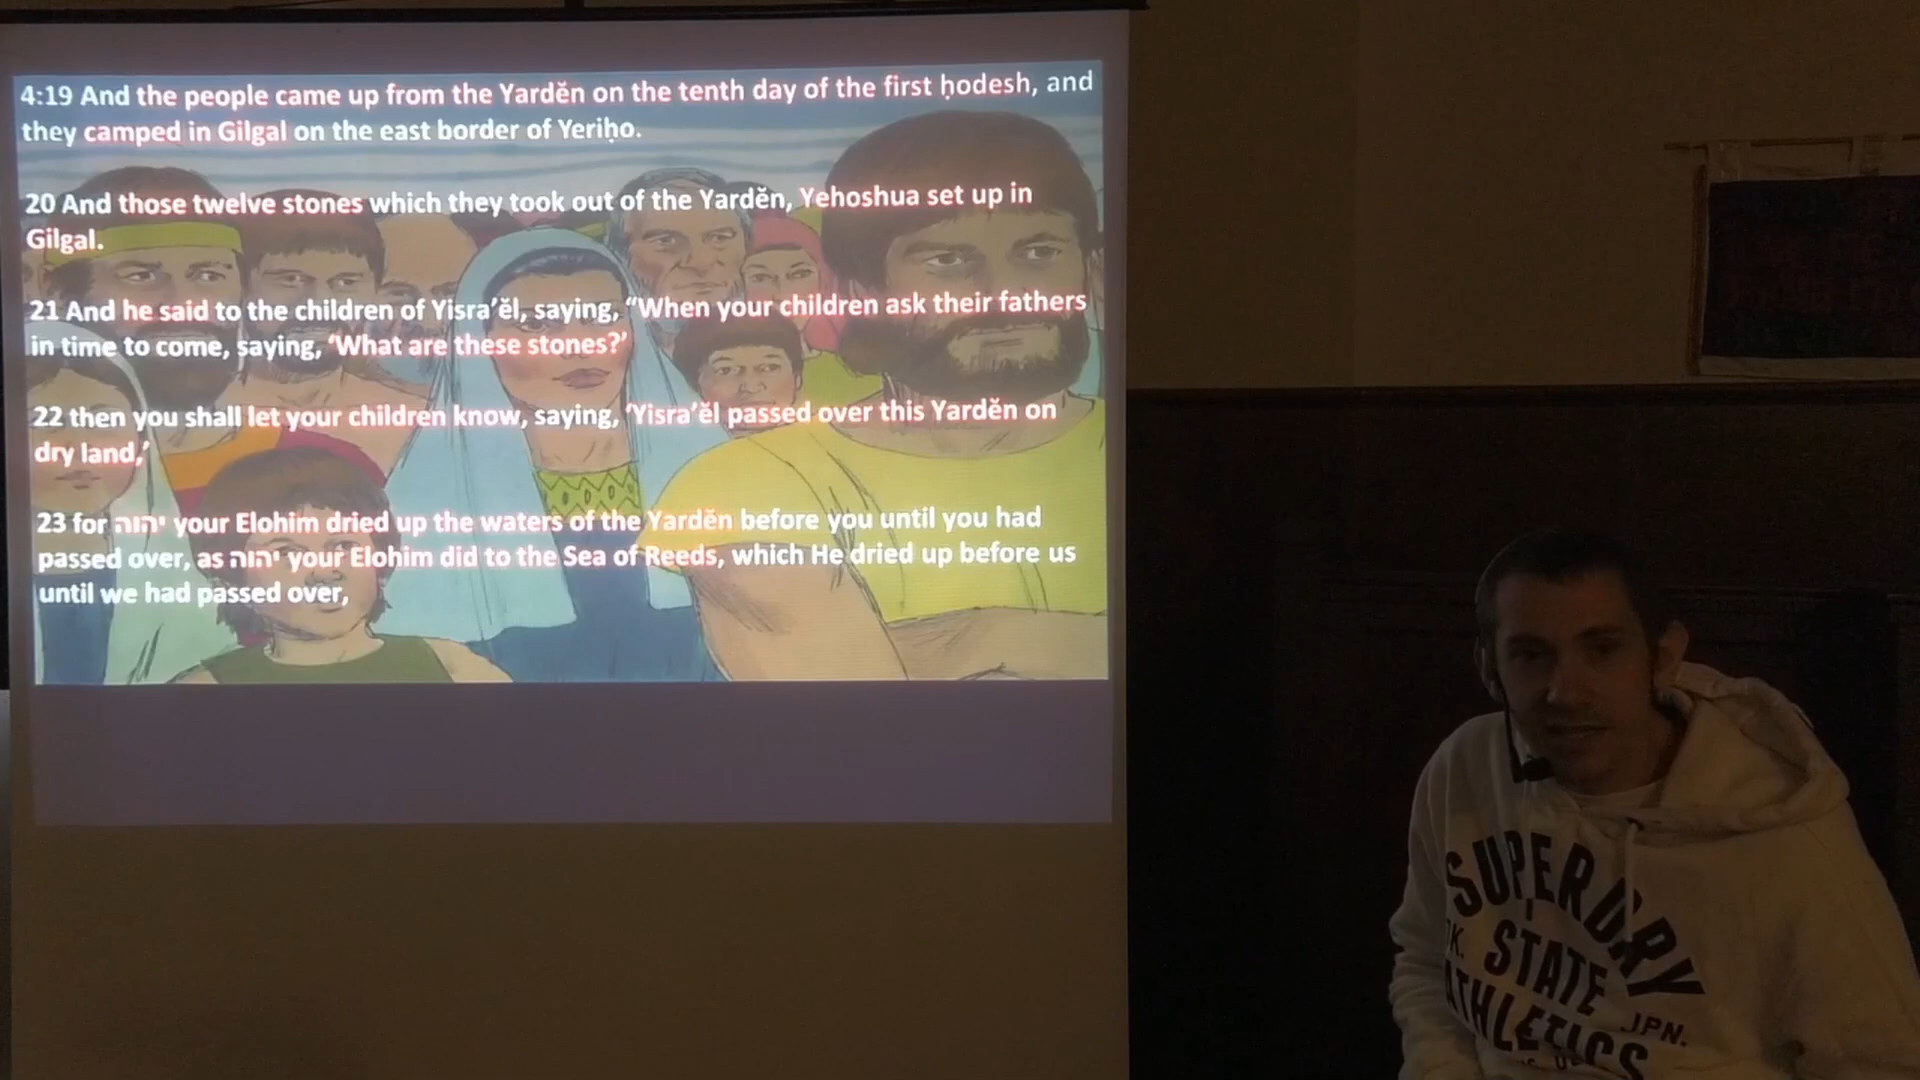 4:19 And the people came up from the Yardĕn on the tenth day of the first ḥodesh, and
they camped in Gilgal on the east border of Yeriḥo.
20 And those twelve stones which they took out of the Yardĕn, Yehoshua set up in
Gilgal.
21 And he said to the children of Yisra’ĕl, saying, “When your children ask their fathers
in time to come, saying, ‘What are these stones?’
22 then you shall let your children know, saying, ‘Yisra’ĕl passed over this Yardĕn on
dry land,’
23 for יהוה your Elohim dried up the waters of the Yardĕn before you until you had
passed over, as יהוה your Elohim did to the Sea of Reeds, which He dried up before us
until we had passed over,
SUPERDRY
STATE
ATHLETICS
JPN.